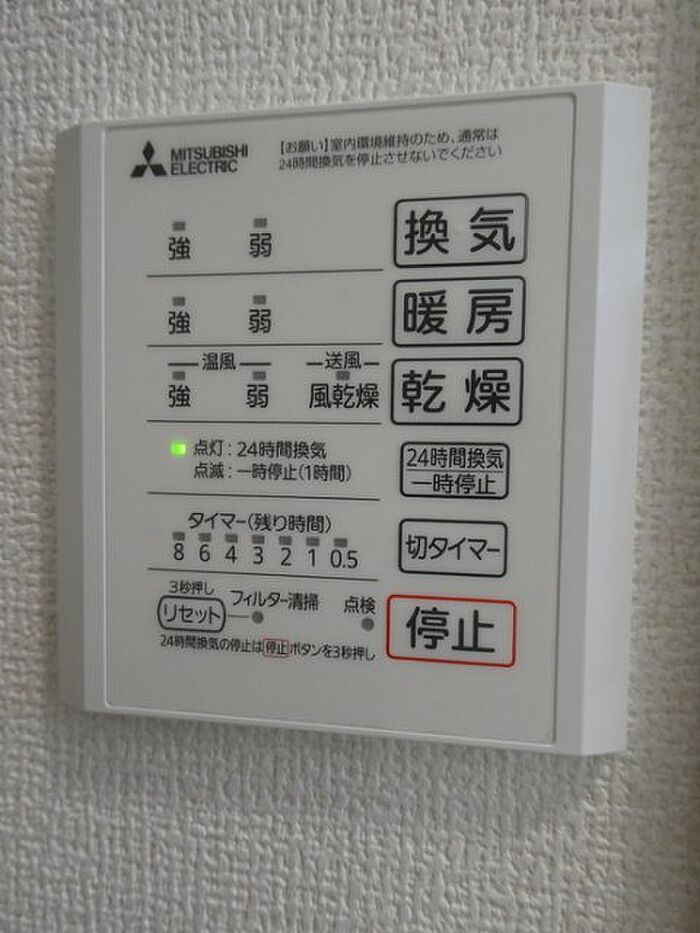 MITSUBISHI
ELECTRIC
【お願い】室内環境維持のため、通常は
24時間換気を停止させないでください
強 弱 換気
強 弱 暖房
温風 送風
強 弱 風乾燥 乾燥
点灯：24時間換気
点滅：一時停止(1時間)
24時間換気
一時停止
タイマー(残り時間)
8 6 4 3 2 1 0.5
切タイマー
3秒押し
リセット フィルター清掃 点検
停止
24時間換気の停止は停止ボタンを3秒押し